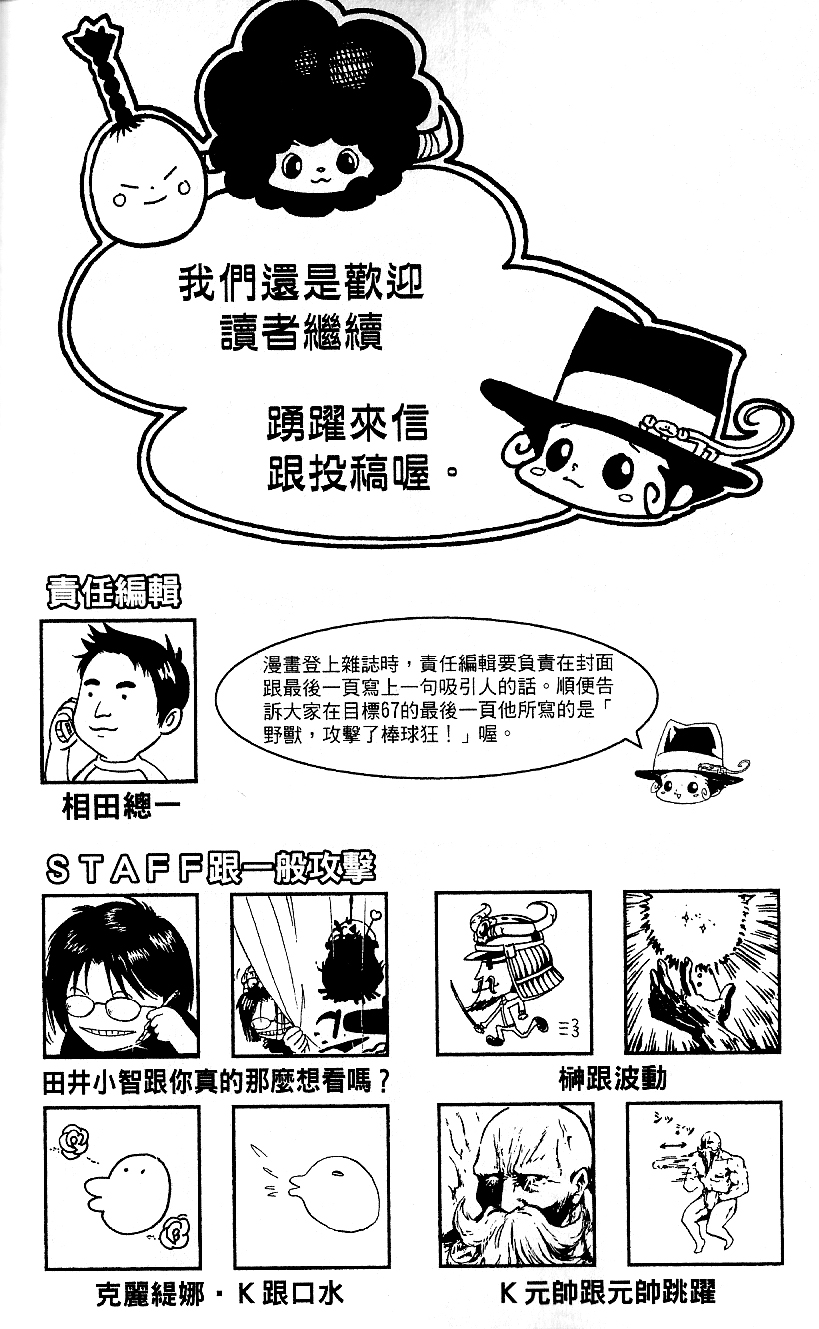 我們還是歡迎
讀者繼續
踴躍來信
跟投稿喔。
責任編輯
漫畫登上雜誌時，責任編輯要負責在封面
跟最後一頁寫上一句吸引人的話。順便告
訴大家在目標67的最後一頁他所寫的是「
野獸，攻擊了棒球狂！」喔。
相田總一
STAFF跟一般攻擊
田井小智跟你真的那麼想看嗎？
榊跟波動
シッシッ
克麗緹娜・K跟口水
K元帥跟元帥跳躍